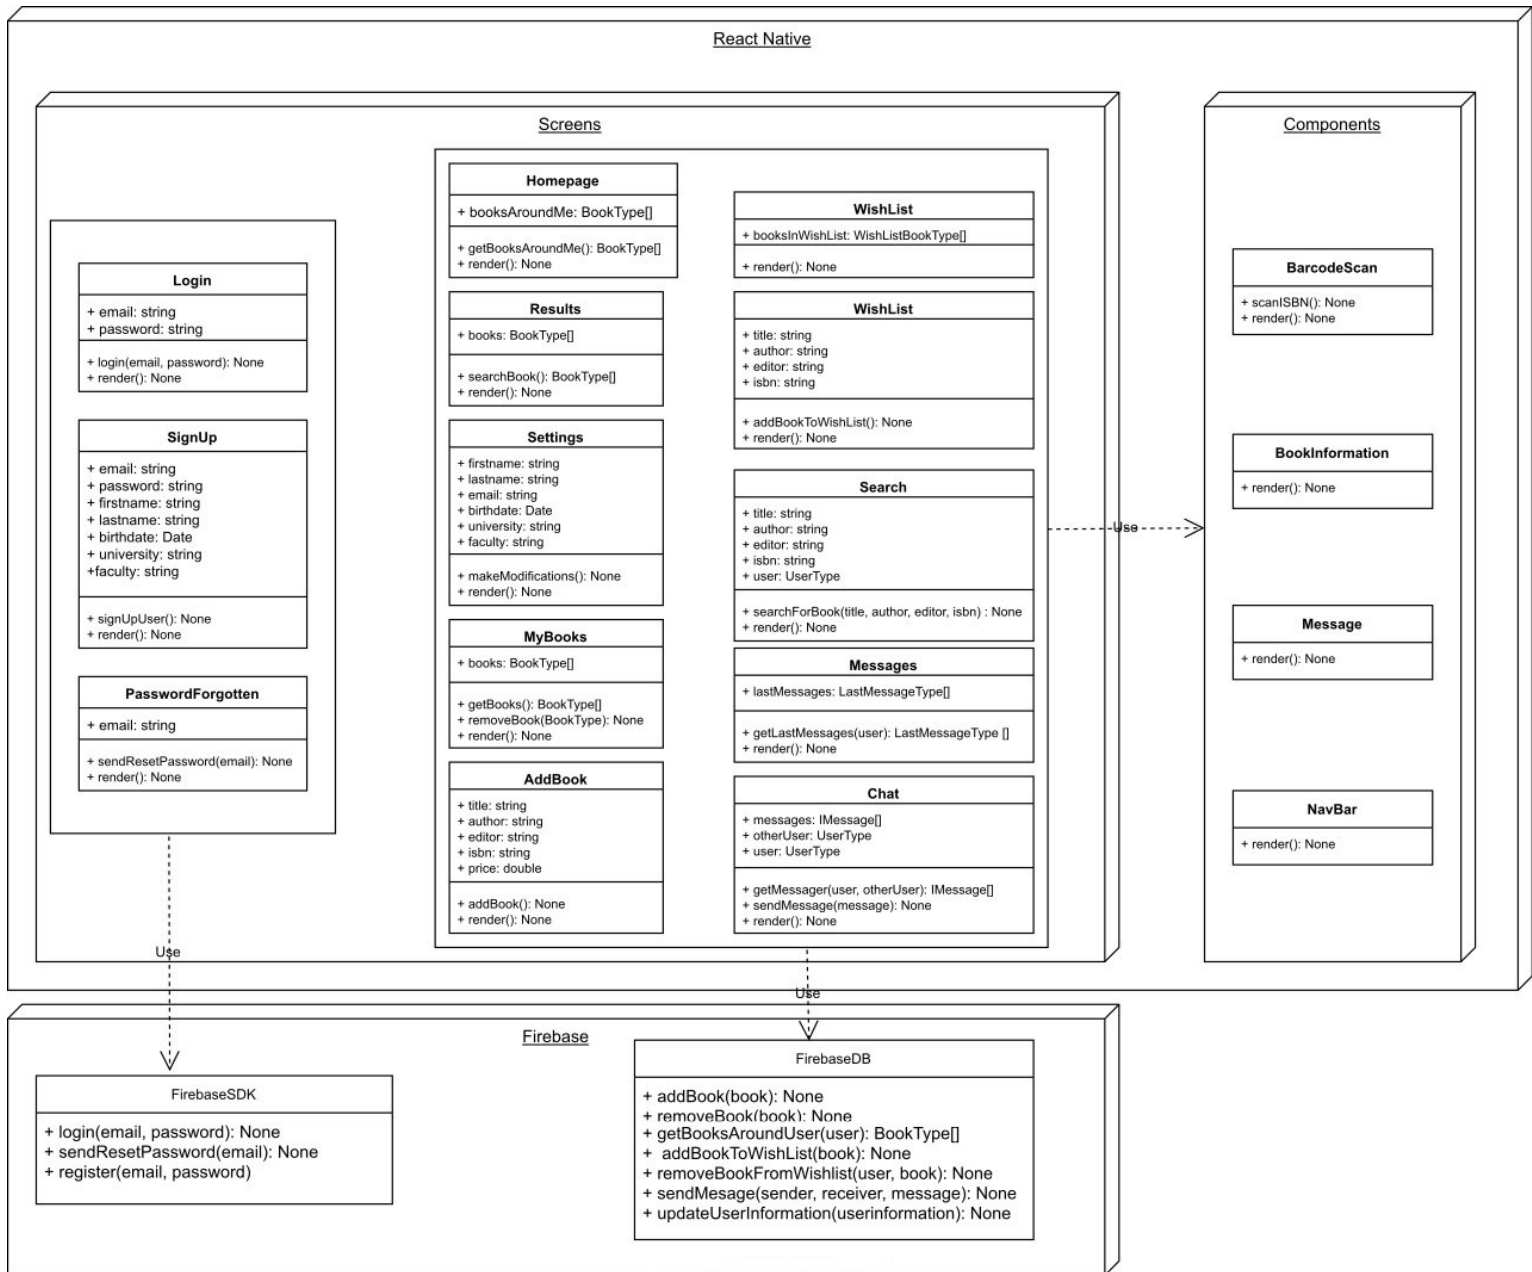 React Native
Screens
Login
+ email: string
+ password: string
+ login(email, password): None
+ render(): None
SignUp
+ email: string
+ password: string
+ firstname: string
+ lastname: string
+ birthdate: Date
+ university: string
+faculty: string
+ signUpUser(): None
+ render(): None
PasswordForgotten
+ email: string
+ sendResetPassword(email): None
+ render(): None
Use
Homepage
+ booksAroundMe: BookType[]
+ getBooksAroundMe(): BookType[]
+ render(): None
Results
+ books: BookType[]
+ searchBook(): BookType[]
+ render(): None
Settings
+ firstname: string
+ lastname: string
+ email: string
+ birthdate: Date
+ university: string
+ faculty: string
+ makeModifications(): None
+ render(): None
MyBooks
+ books: BookType[]
+ getBooks(): BookType[]
+ removeBook(BookType): None
+ render(): None
AddBook
+ title: string
+ author: string
+ editor: string
+ isbn: string
+ price: double
+ addBook(): None
+ render(): None
WishList
+ booksInWishList: WishListBookType[]
+ render(): None
WishList
+ title: string
+ author: string
+ editor: string
+ isbn: string
+ addBookToWishList(): None
+ render(): None
Search
+ title: string
+ author: string
+ editor: string
+ isbn: string
+ user: UserType
+ searchForBook(title, author, editor, isbn) : None
+ render(): None
Messages
+ lastMessages: LastMessageType[]
+ getLastMessages(user): LastMessageType []
+ render(): None
Chat
+ messages: IMessage[]
+ otherUser: UserType
+ user: UserType
+ getMessager(user, otherUser): IMessage[]
+ sendMessage(message): None
+ render(): None
Use
Use
Components
BarcodeScan
+ scanISBN(): None
+ render(): None
BookInformation
+ render(): None
Message
+ render(): None
NavBar
+ render(): None
Firebase
FirebaseSDK
+ login(email, password): None
+ sendResetPassword(email): None
+ register(email, password)
FirebaseDB
+ addBook(book): None
+ removeBook(book): None
+ getBooksAroundUser(user): BookType[]
+ addBookToWishList(book): None
+ removeBookFromWishlist(user, book): None
+ sendMesage(sender, receiver, message): None
+ updateUserInformation(userinformation): None